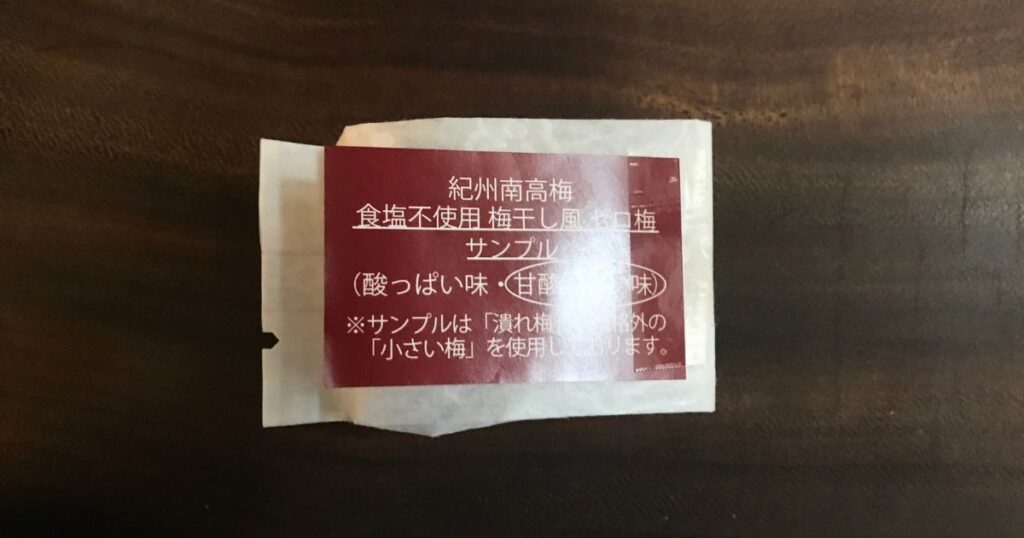 紀州南高梅
食塩不使用 梅干し風 ゼロ梅
サンプル
(酸っぱい味・甘酸 味)
※サンプルは「潰れ梅 格外の
「小さい梅」を使用しております。